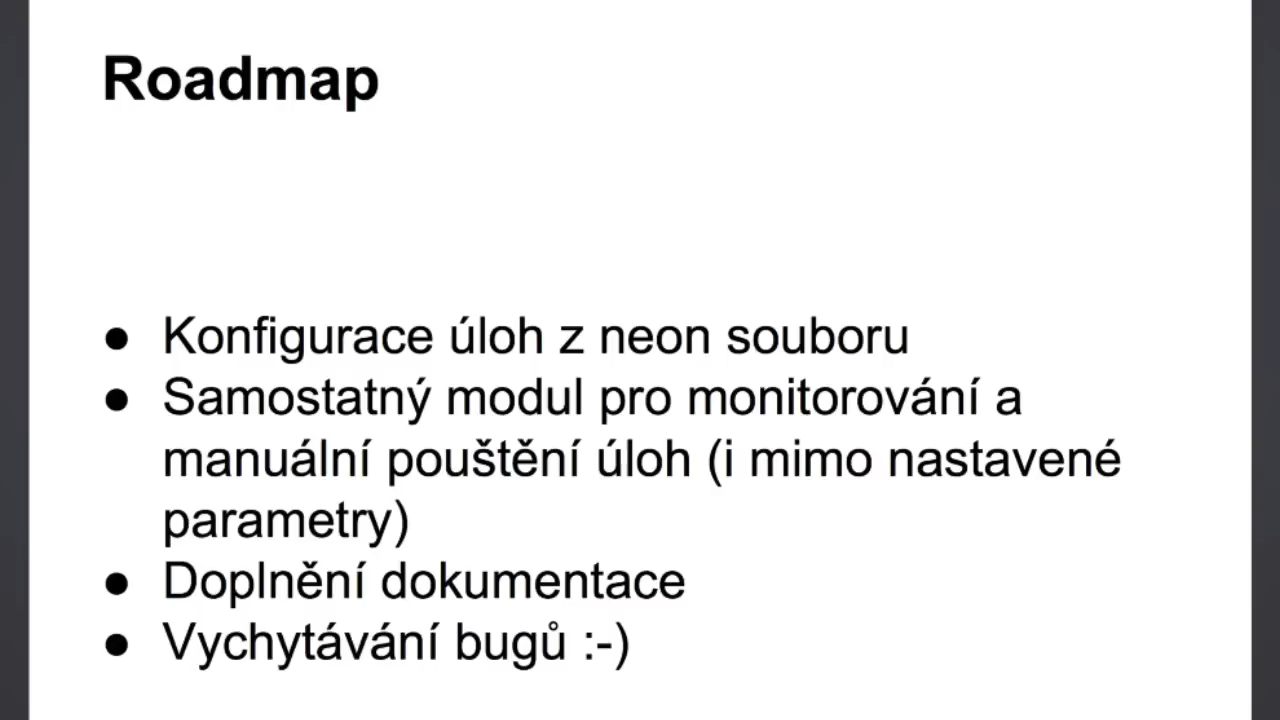 Roadmap
● Konfigurace úloh z neon souboru
● Samostatný modul pro monitorování a
manuální pouštění úloh (i mimo nastavené
parametry)
● Doplnění dokumentace
● Vychytávání bugů :-)